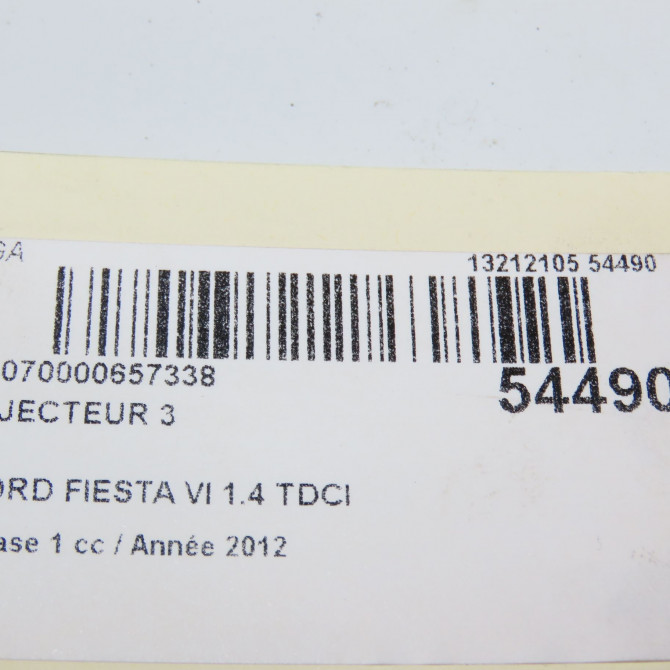 GA
13212105 54490
070000657338
54490
JECTEUR 3
ORD FIESTA VI 1.4 TDCI
ase 1 cc / Année 2012